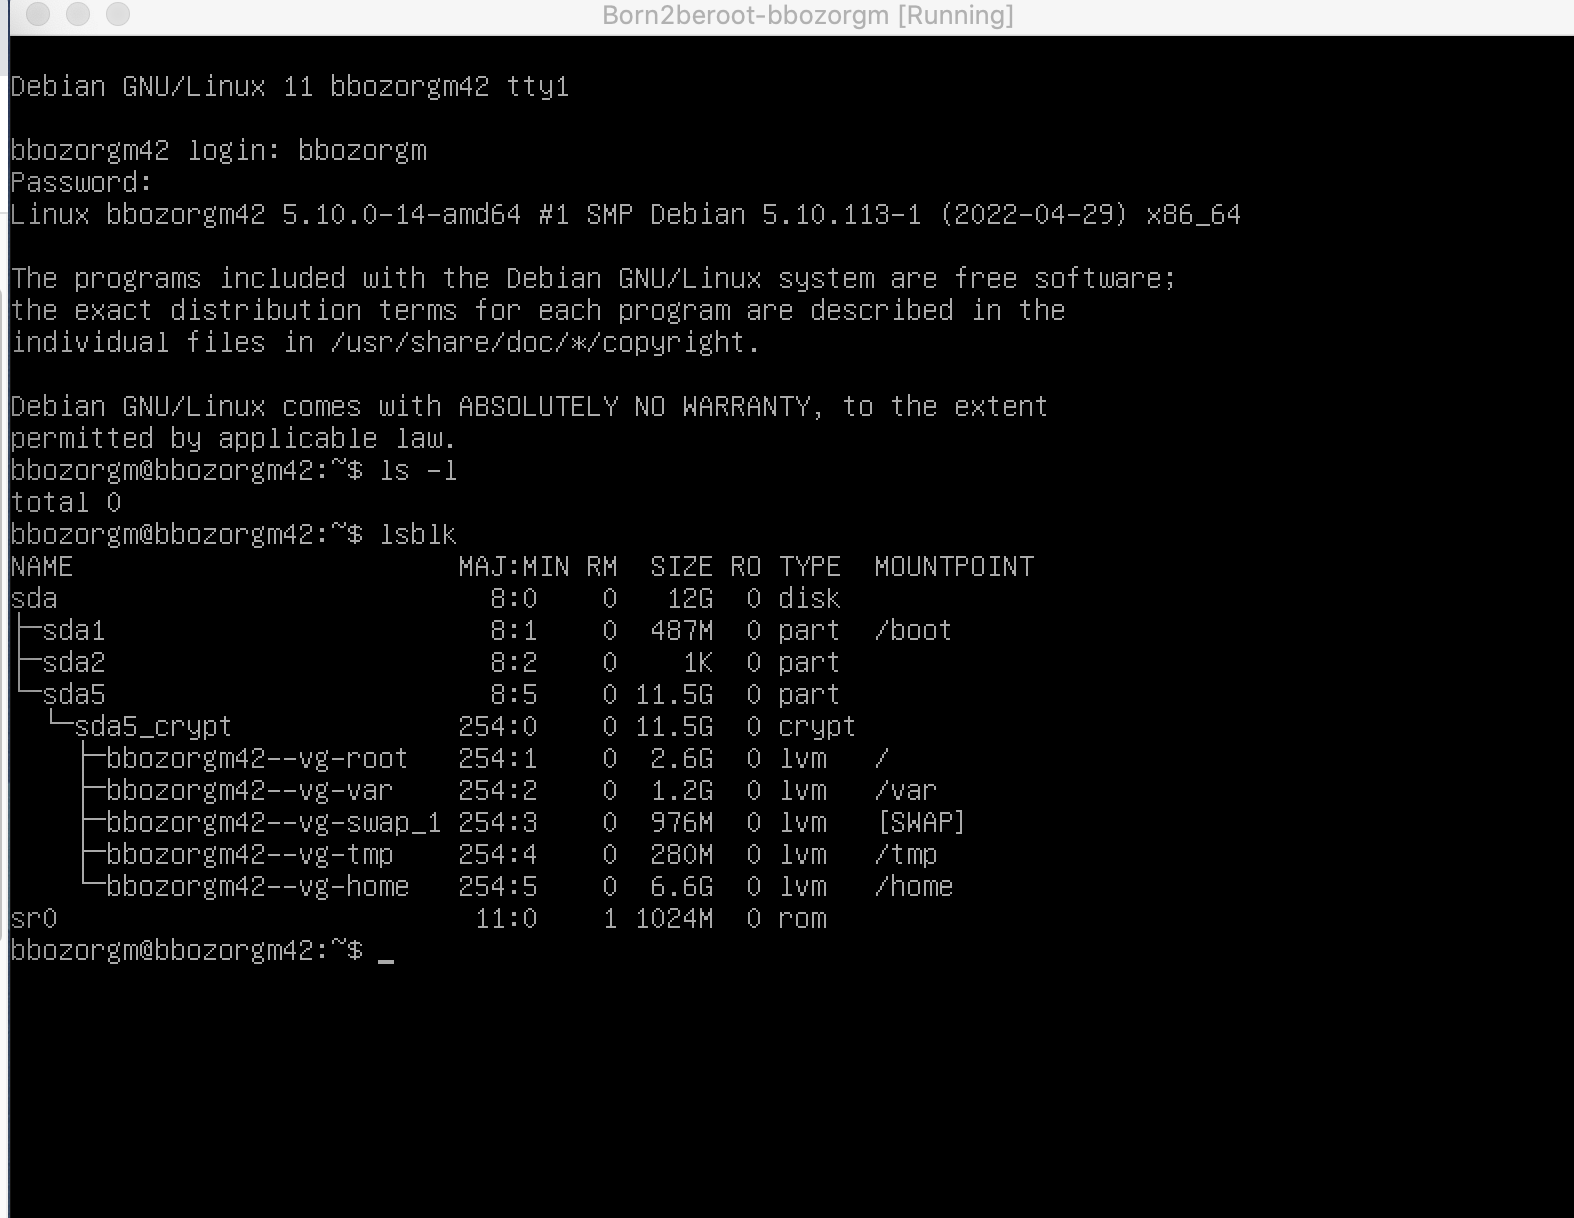 Born2beroot-bbozorgm [Running]
Debian GNU/Linux 11 bbozorgm42 tty1
bbozorgm42 login: bbozorgm
Password:
Linux bbozorgm42 5.10.0-14-amd64 #1 SMP Debian 5.10.113-1 (2022-04-29) x86_64
The programs included with the Debian GNU/Linux system are free software;
the exact distribution terms for each program are described in the
individual files in /usr/share/doc/*/copyright.
Debian GNU/Linux comes with ABSOLUTELY NO WARRANTY, to the extent
permitted by applicable law.
bbozorgm@bbozorgm42:~$ ls -l
total 0
bbozorgm@bbozorgm42:~$ lsblk
NAME                        MAJ:MIN RM  SIZE RO TYPE  MOUNTPOINT
sda                           8:0    0   12G  0 disk
├─sda1                        8:1    0  487M  0 part  /boot
├─sda2                        8:2    0    1K  0 part
└─sda5                        8:5    0 11.5G  0 part
  └─sda5_crypt              254:0    0 11.5G  0 crypt
    ├─bbozorgm42--vg-root   254:1    0  2.6G  0 lvm   /
    ├─bbozorgm42--vg-var    254:2    0  1.2G  0 lvm   /var
    ├─bbozorgm42--vg-swap_1 254:3    0  976M  0 lvm   [SWAP]
    ├─bbozorgm42--vg-tmp    254:4    0  280M  0 lvm   /tmp
    └─bbozorgm42--vg-home   254:5    0  6.6G  0 lvm   /home
sr0                          11:0    1 1024M  0 rom
bbozorgm@bbozorgm42:~$ _